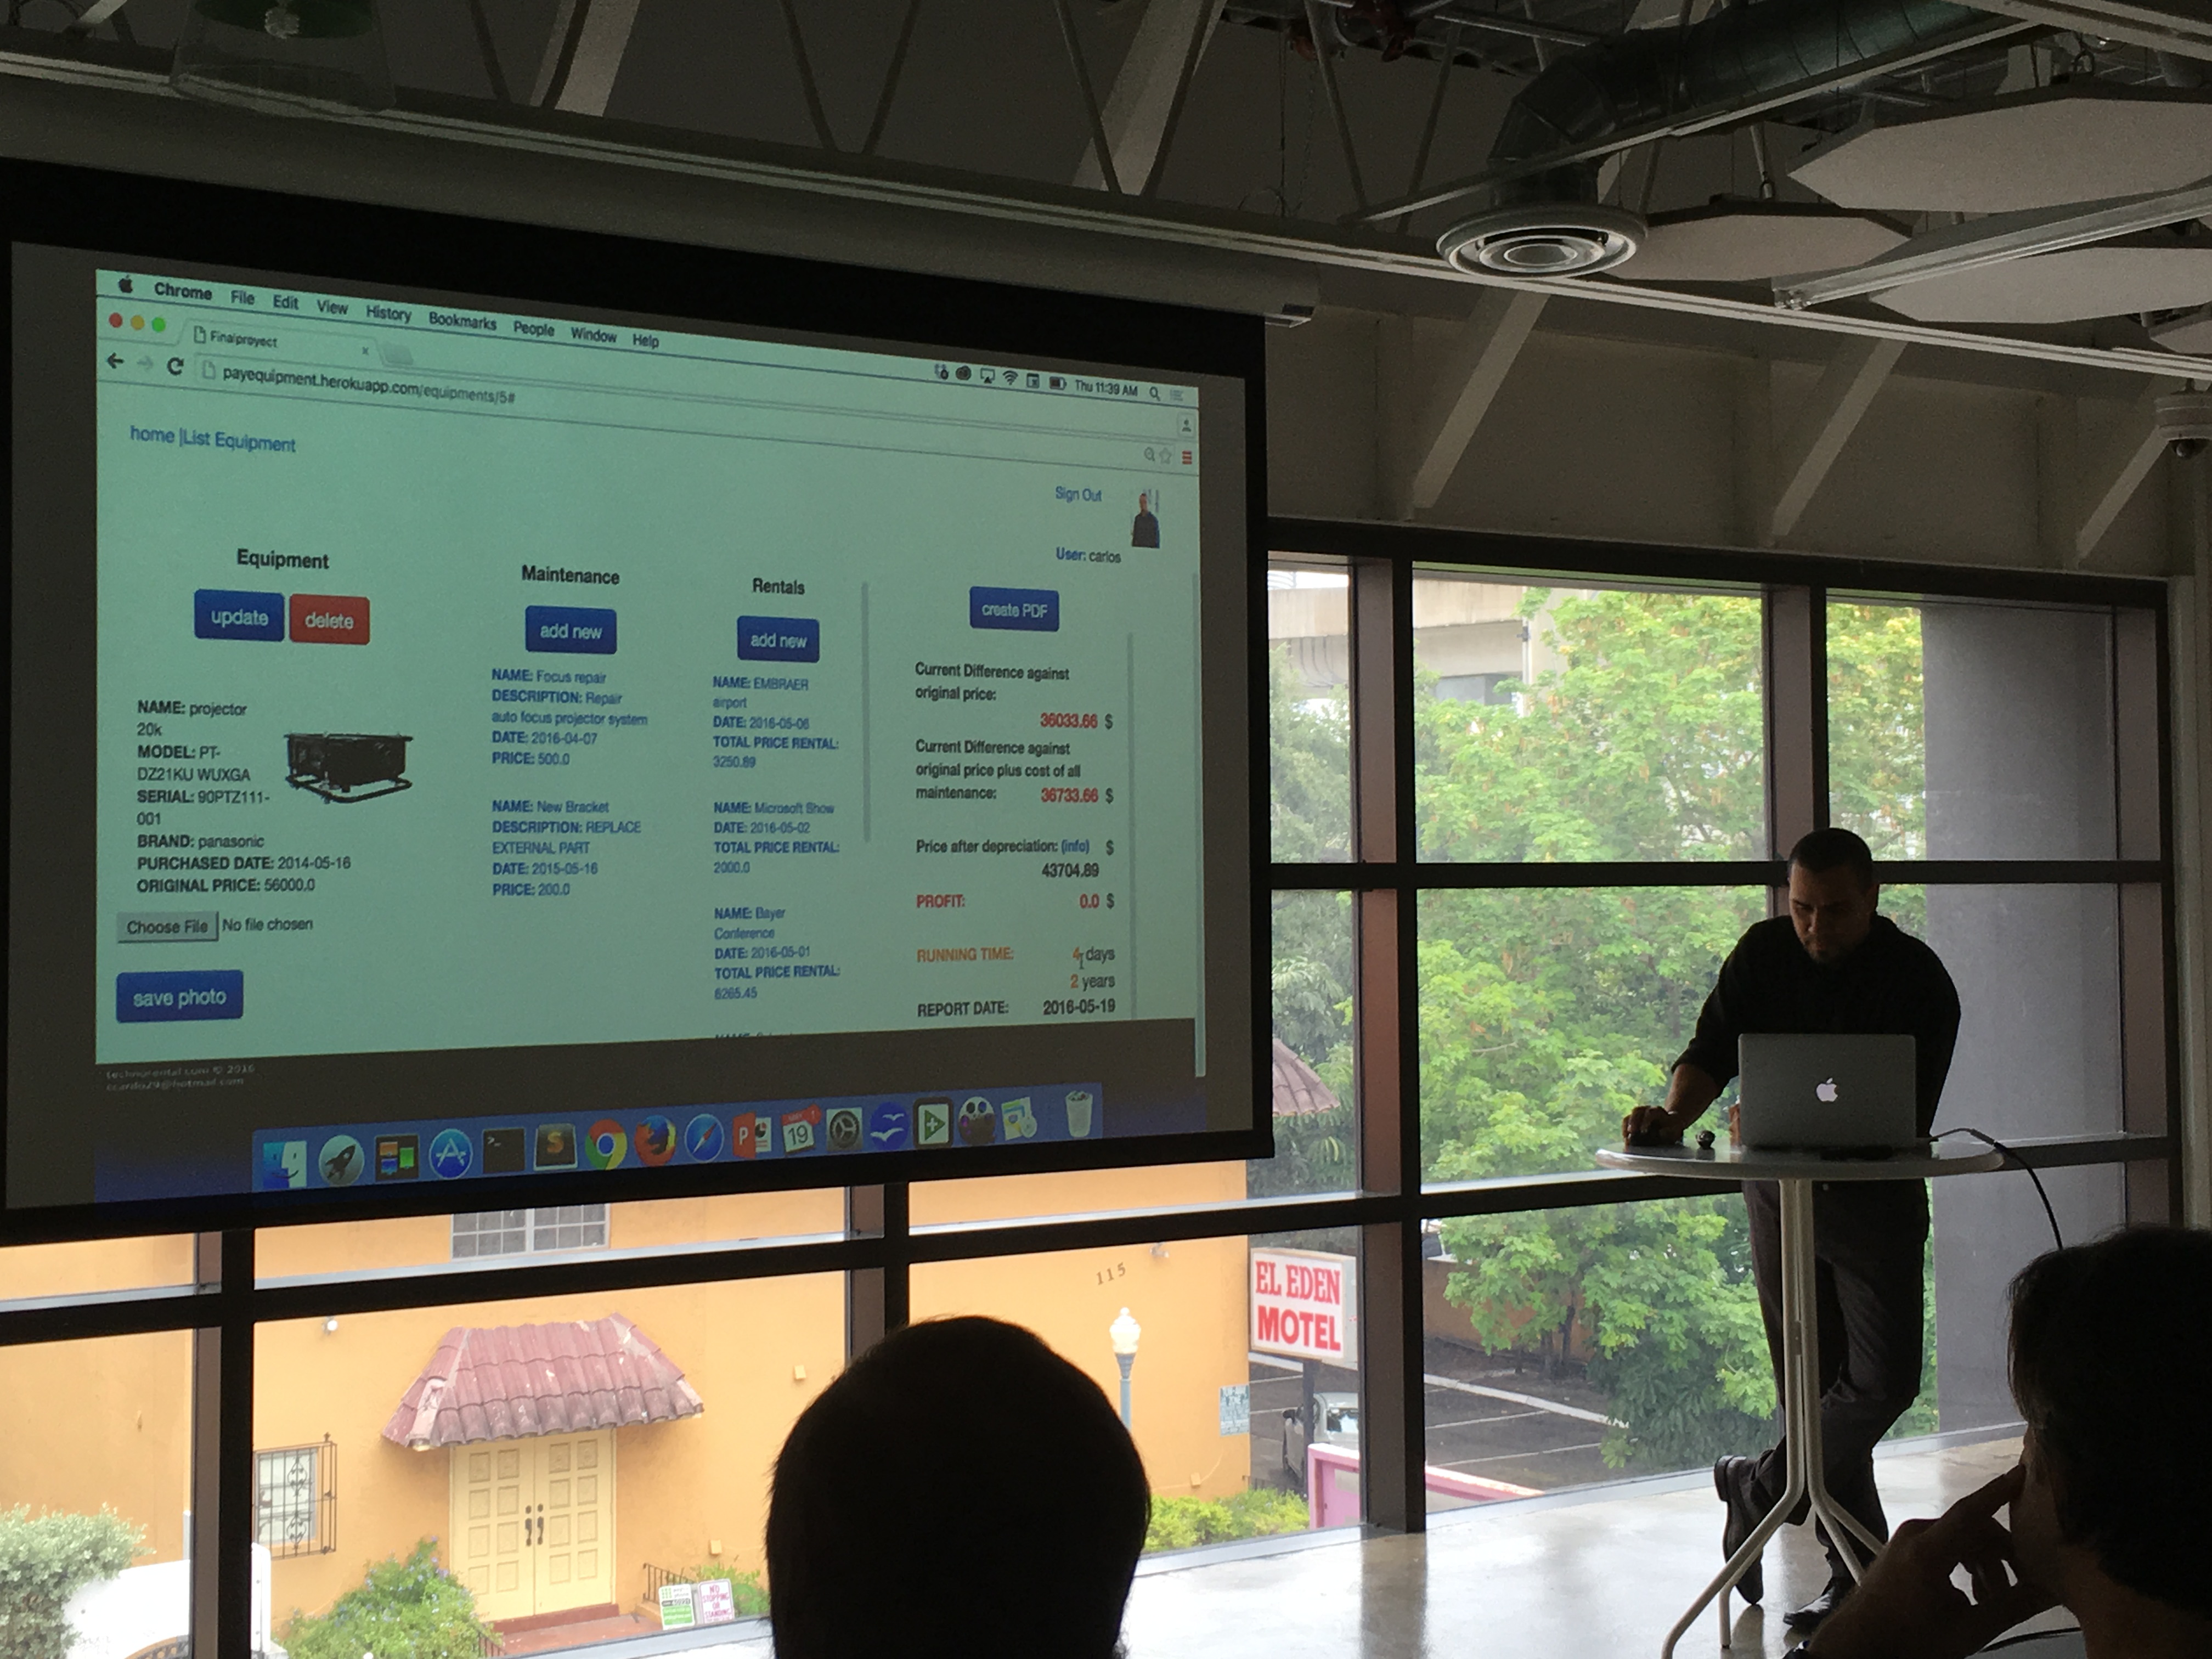 Chrome File Edit View History Bookmarks People Window Help
Thu 11:39 AM
Finalproyect
payequipment.herokuapp.com/equipments/5#
home |List Equipment
Sign Out
User: carlos
Equipment
update delete
NAME: projector
20k
MODEL: PT-
DZ21KU WUXGA
SERIAL: 90PTZ111-
001
BRAND: panasonic
PURCHASED DATE: 2014-05-16
ORIGINAL PRICE: 56000.0
Choose File No file chosen
save photo
Maintenance
add new
NAME: Focus repair
DESCRIPTION: Repair
auto focus projector system
DATE: 2016-04-07
PRICE: 500.0
NAME: New Bracket
DESCRIPTION: REPLACE
EXTERNAL PART
DATE: 2015-05-16
PRICE: 200.0
Rentals
add new
NAME: EMBRAER
airport
DATE: 2016-05-06
TOTAL PRICE RENTAL:
3250.89
NAME: Microsoft Show
DATE: 2016-05-02
TOTAL PRICE RENTAL:
2000.0
NAME: Bayer
Conference
DATE: 2016-05-01
TOTAL PRICE RENTAL:
6265.45
create PDF
Current Difference against
original price:
36033.66 $
Current Difference against
original price plus cost of all
maintenance: 36733.66 $
Price after depreciation: (info) $
43704.89
PROFIT: 0.0 $
RUNNING TIME: 4 days
2 years
REPORT DATE: 2016-05-19
technorental.com © 2016
19
115
EL EDEN
MOTEL
NO
STOPPING
OR
STANDING